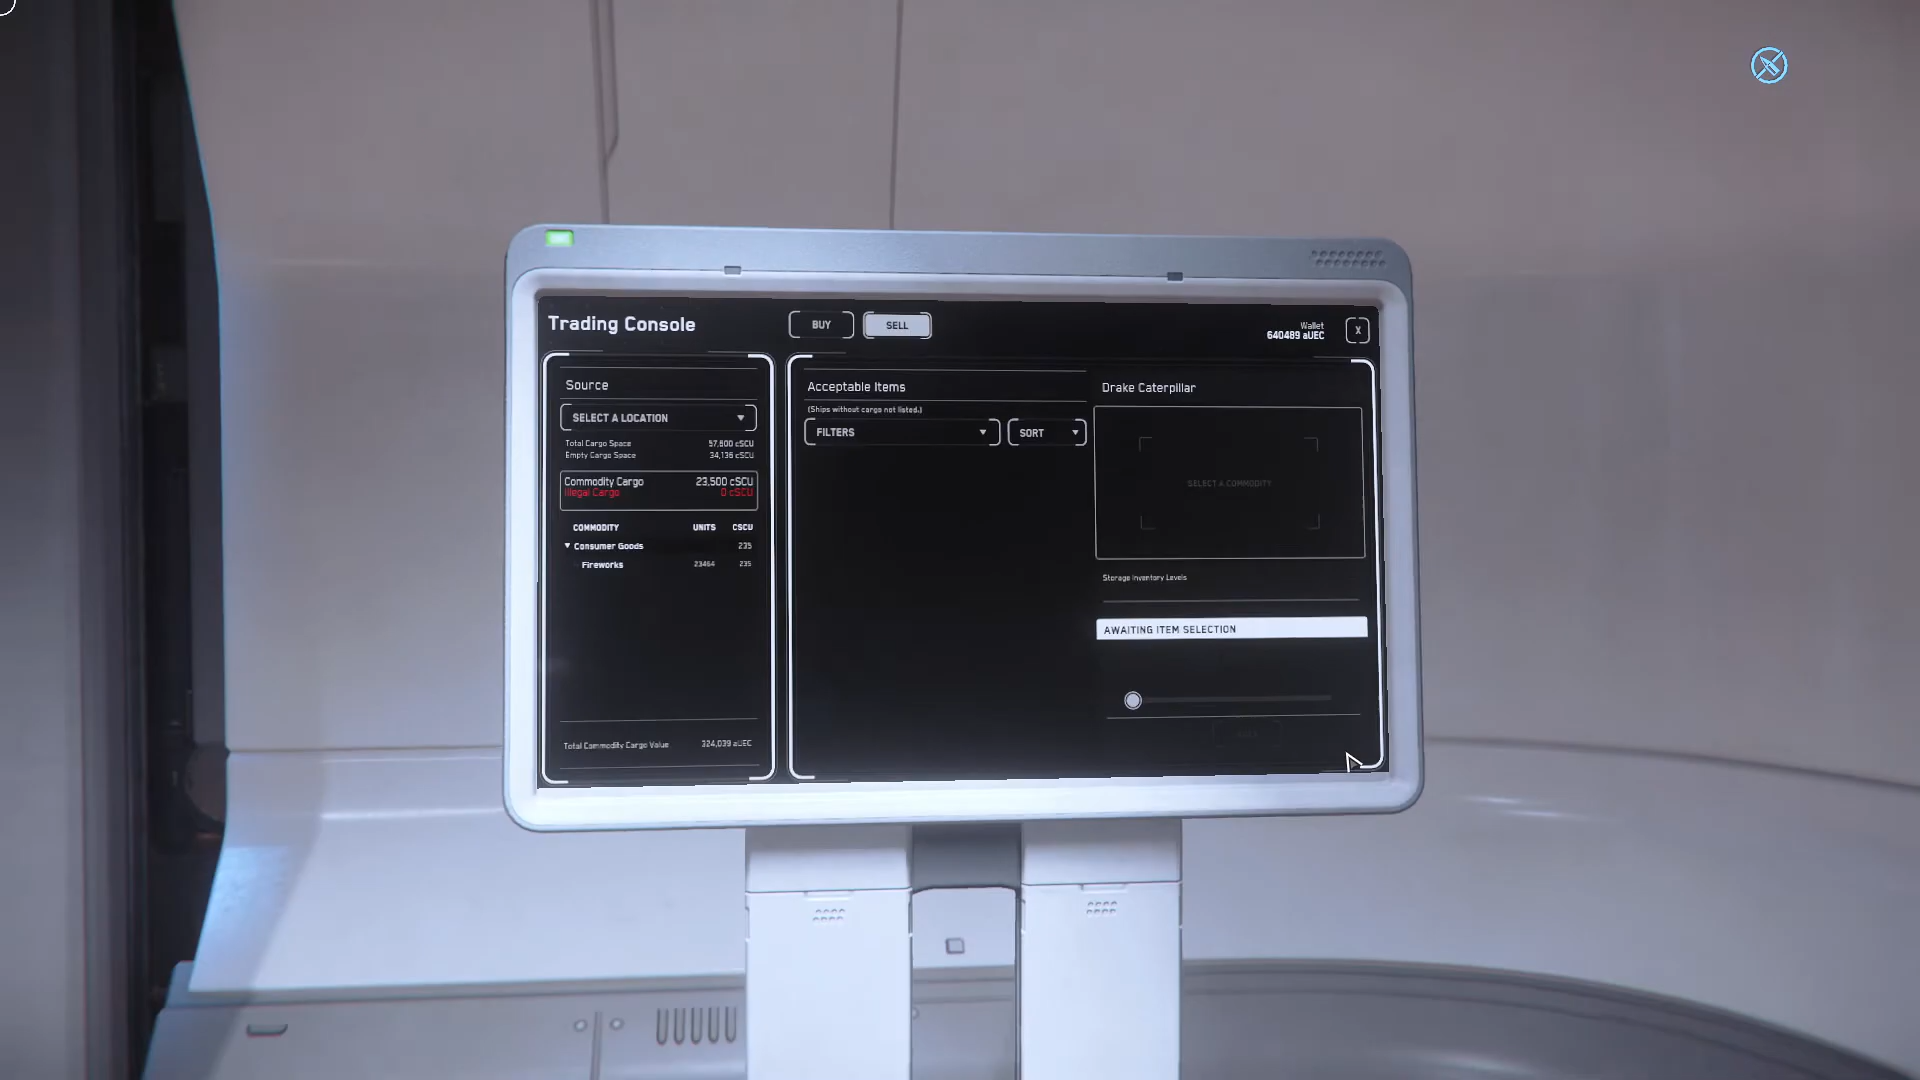 Trading Console
BUY
SELL
Wallet
640489 aUEC
X
Source
SELECT A LOCATION
Total Cargo Space 57,600 cSCU
Empty Cargo Space 34,136 cSCU
Commodity Cargo 23,500 cSCU
Illegal Cargo 0 cSCU
COMMODITY UNITS CSCU
Consumer Goods 235
Fireworks 23464 235
Total Commodity Cargo Value 324,039 aUEC
Acceptable Items
(Ships without cargo not listed.)
FILTERS
SORT
Drake Caterpillar
SELECT A COMMODITY
Storage Inventory Levels
AWAITING ITEM SELECTION